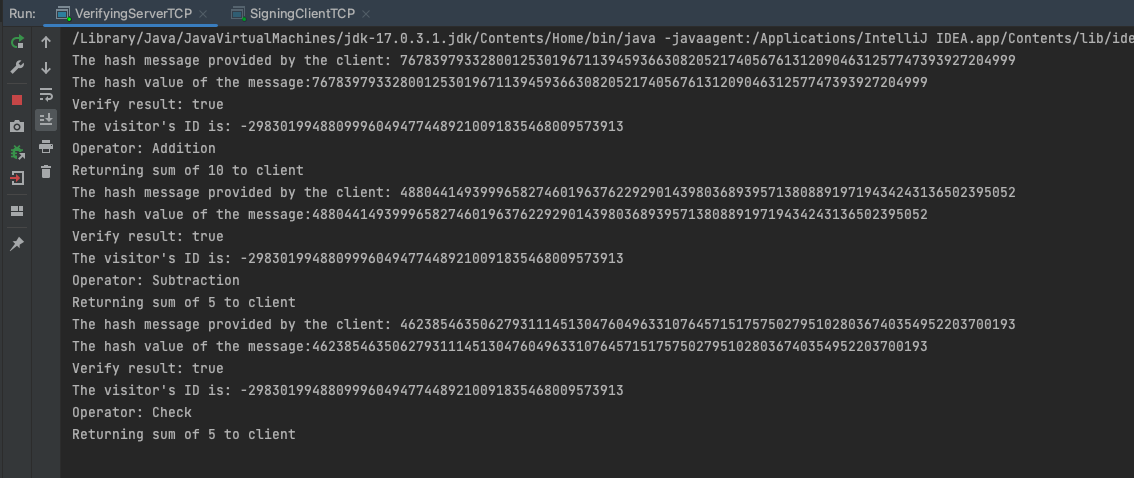 Run: VerifyingServerTCP SigningClientTCP
/Library/Java/JavaVirtualMachines/jdk-17.0.3.1.jdk/Contents/Home/bin/java -javaagent:/Applications/IntelliJ IDEA.app/Contents/lib/ide
The hash message provided by the client: 76783979332800125301967113945936630820521740567613120904631257747393927204999
The hash value of the message:76783979332800125301967113945936630820521740567613120904631257747393927204999
Verify result: true
The visitor's ID is: -298301994880999604947744892100918354680095 73913
Operator: Addition
Returning sum of 10 to client
The hash message provided by the client: 48804414939996582746019637622929014398036893957138088919719434243136502395052
The hash value of the message:48804414939996582746019637622929014398036893957138088919719434243136502395052
Verify result: true
The visitor's ID is: -298301994880999604947744892100918354680095​73913
Operator: Subtraction
Returning sum of 5 to client
The hash message provided by the client: 46238546350627931114513047604963310764571517575027951028036740354952203700193
The hash value of the message:46238546350627931114513047604963310764571517575027951028036740354952203700193
Verify result: true
The visitor's ID is: -29830199488099960494774489210091835468009573913
Operator: Check
Returning sum of 5 to client